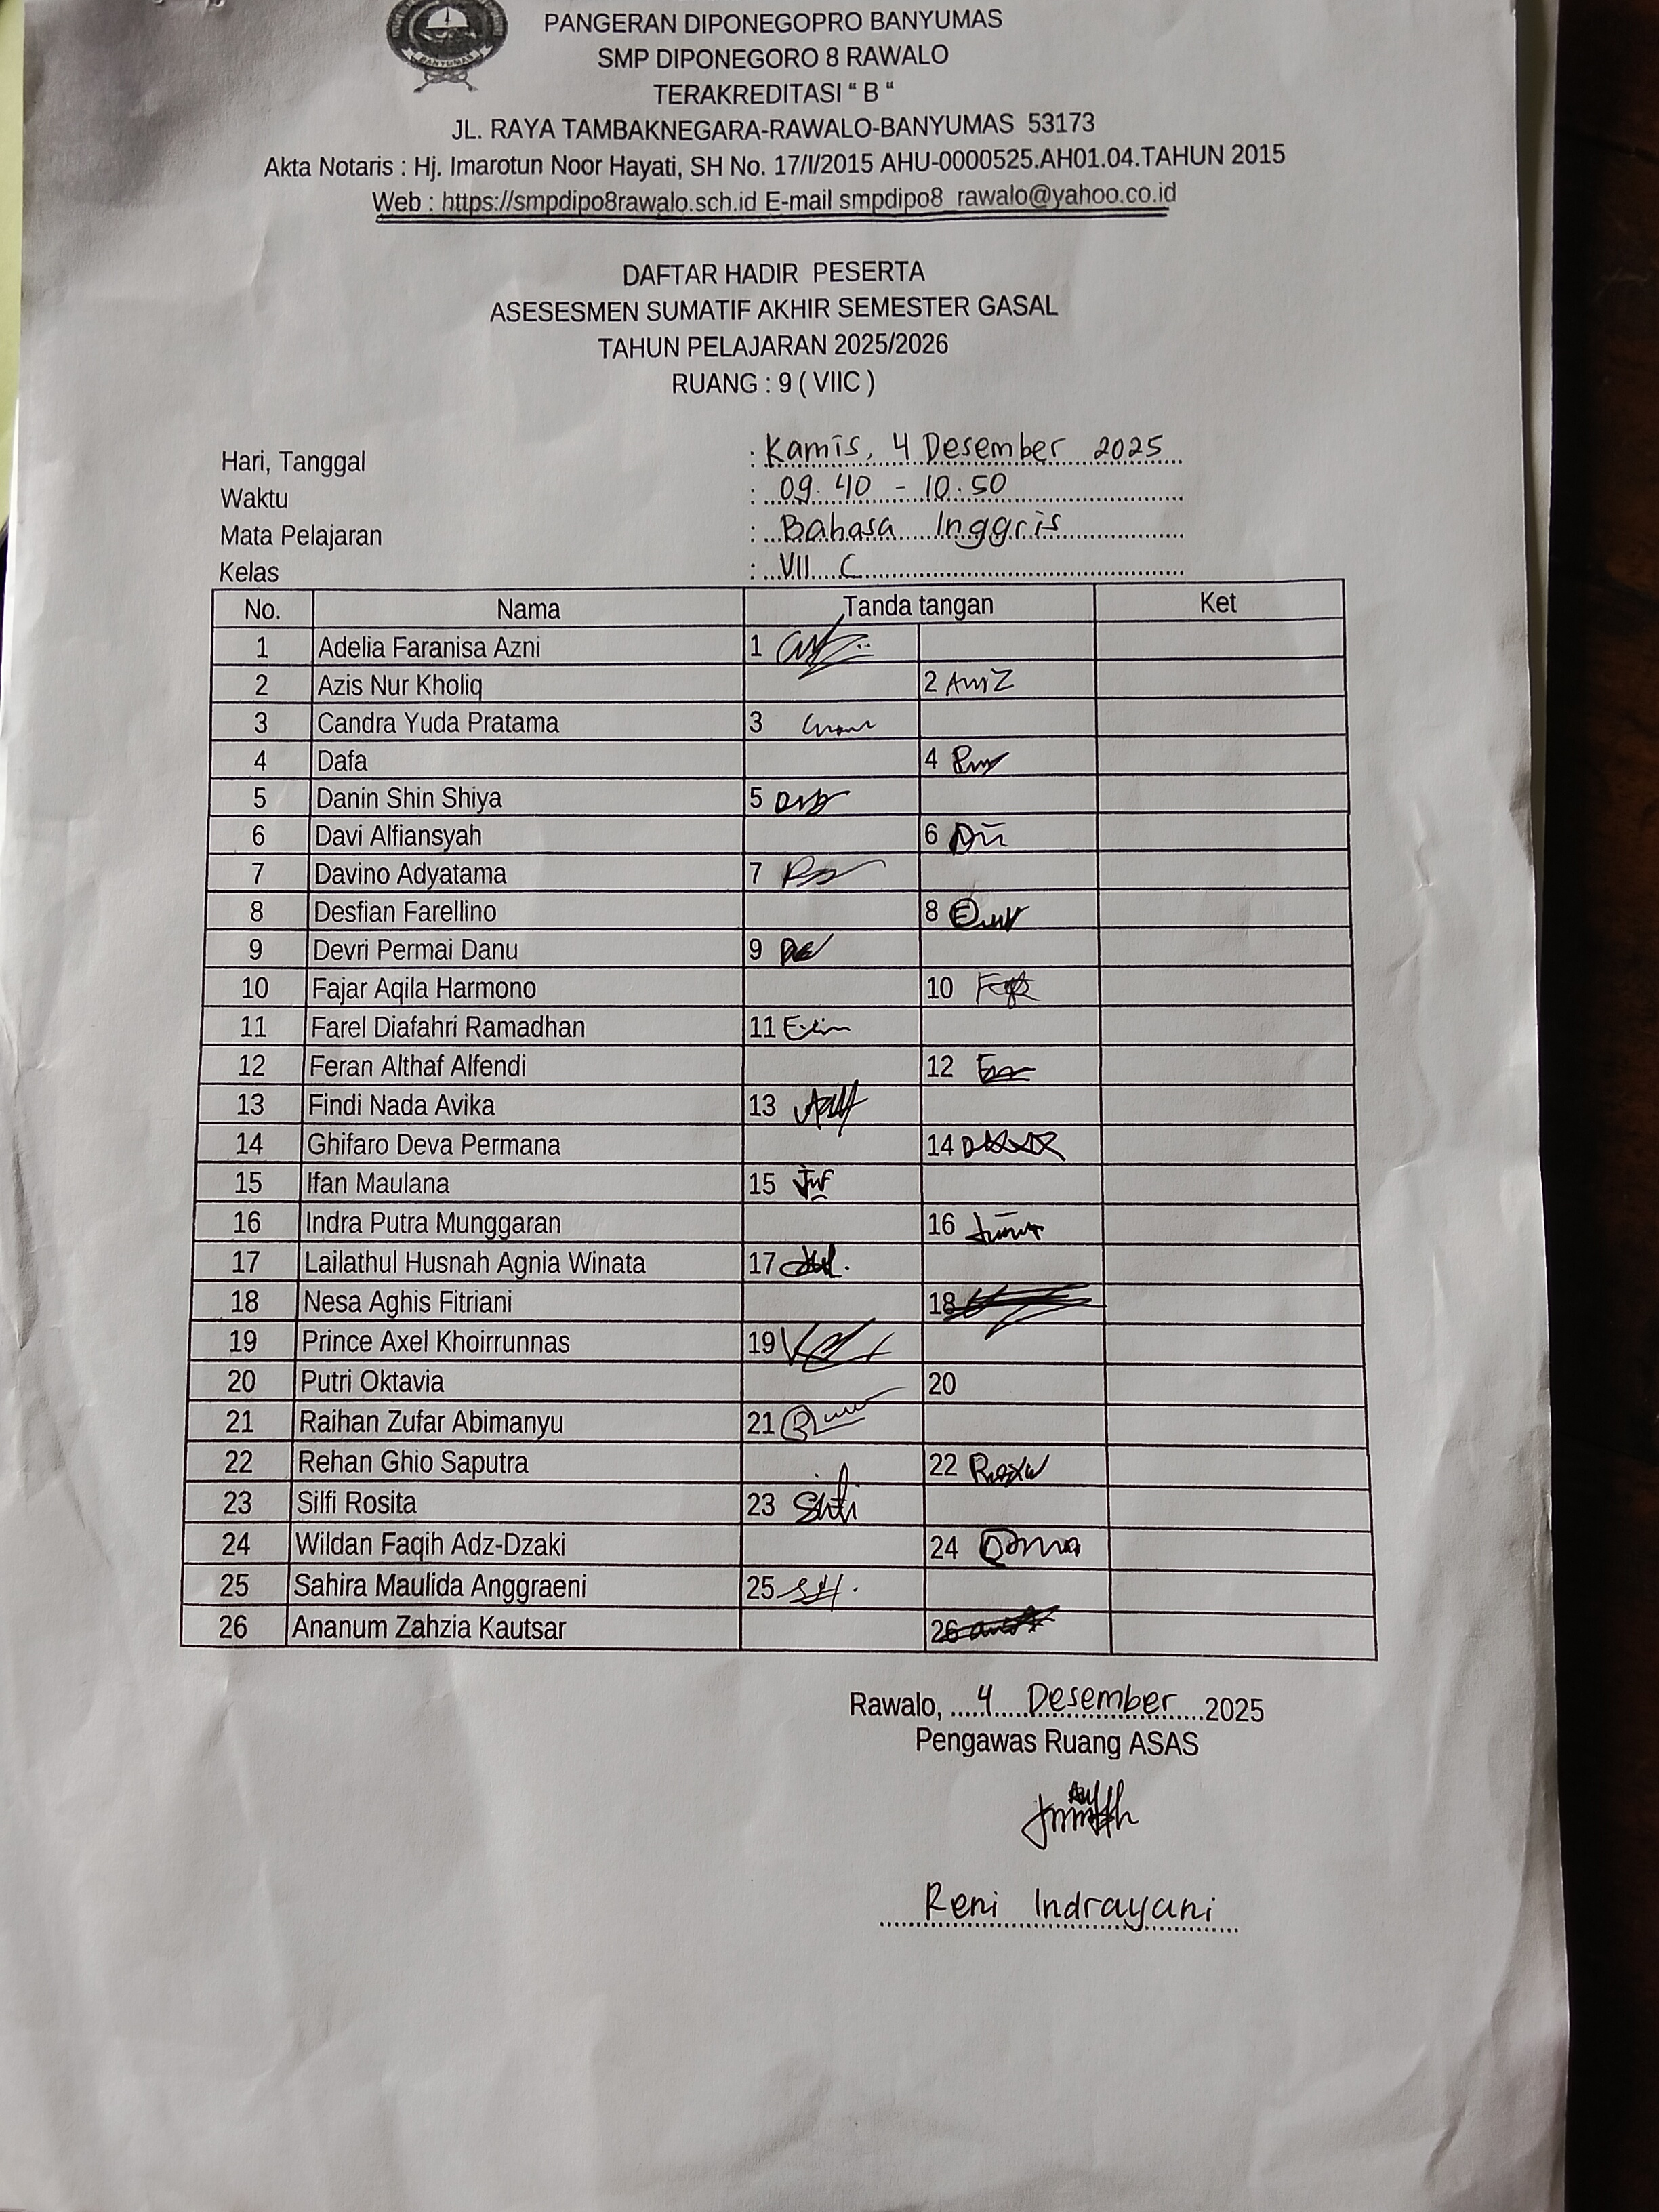 BANYUMAS
PANGERAN DIPONEGOPRO BANYUMAS
SMP DIPONEGORO 8 RAWALO
TERAKREDITASI “ B “
JL. RAYA TAMBAKNEGARA-RAWALO-BANYUMAS 53173
Akta Notaris : Hj. Imarotun Noor Hayati, SH No. 17/I/2015 AHU-0000525.AH01.04.TAHUN 2015
Web : https://smpdipo8rawalo.sch.id E-mail smpdipo8_rawalo@yahoo.co.id
DAFTAR HADIR PESERTA
ASESESMEN SUMATIF AKHIR SEMESTER GASAL
TAHUN PELAJARAN 2025/2026
RUANG : 9 ( VIIC )
Hari, Tanggal : Kamis, 4 Desember 2025
Waktu : 09.40 - 10.50
Mata Pelajaran : Bahasa Inggris
Kelas : VII C
No. Nama Tanda tangan Ket
1 Adelia Faranisa Azni 1
2 Azis Nur Kholiq 2
3 Candra Yuda Pratama 3
4 Dafa 4
5 Danin Shin Shiya 5
6 Davi Alfiansyah 6
7 Davino Adyatama 7
8 Desfian Farellino 8
9 Devri Permai Danu 9
10 Fajar Aqila Harmono 10
11 Farel Diafahri Ramadhan 11
12 Feran Althaf Alfendi 12
13 Findi Nada Avika 13
14 Ghifaro Deva Permana 14
15 Ifan Maulana 15
16 Indra Putra Munggaran 16
17 Lailathul Husnah Agnia Winata 17
18 Nesa Aghis Fitriani 18
19 Prince Axel Khoirrunnas 19
20 Putri Oktavia 20
21 Raihan Zufar Abimanyu 21
22 Rehan Ghio Saputra 22
23 Silfi Rosita 23
24 Wildan Faqih Adz-Dzaki 24
25 Sahira Maulida Anggraeni 25
26 Ananum Zahzia Kautsar 26
Rawalo, 4 Desember 2025
Pengawas Ruang ASAS
Reni Indrayani